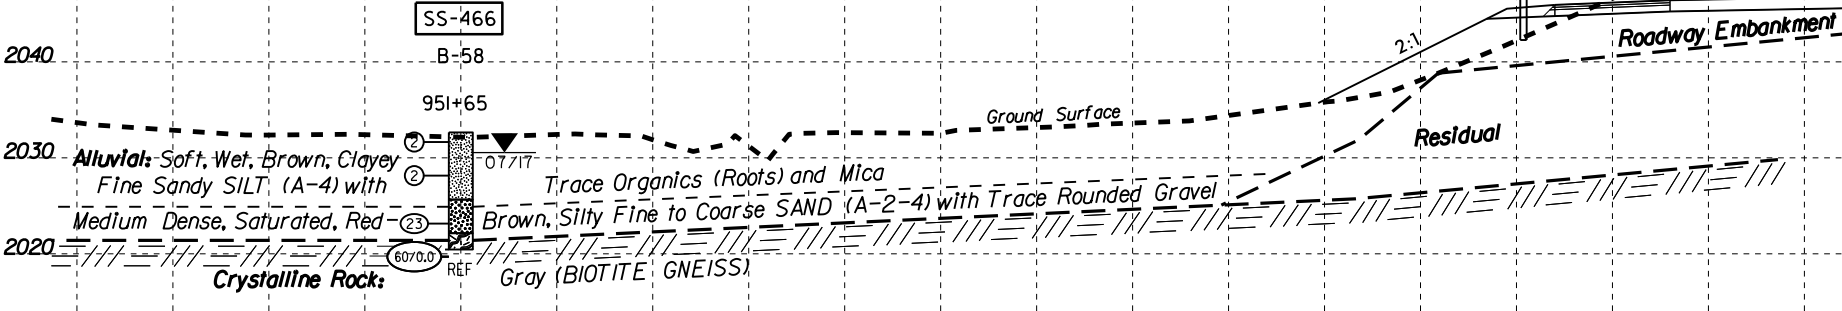 SS-466
B-58
951+65
2:1
Roadway Embankment
2040
Ground Surface
Residual
2
07/17
2030
Alluvial: Soft, Wet, Brown, Clayey
Fine Sandy SILT (A-4) with
2
Trace Organics (Roots) and Mica
Medium Dense, Saturated, Red
23
Brown, Silty Fine to Coarse SAND (A-2-4) with Trace Rounded Gravel
2020
60/0.0
REF
Crystalline Rock:
Gray (BIOTITE GNEISS)